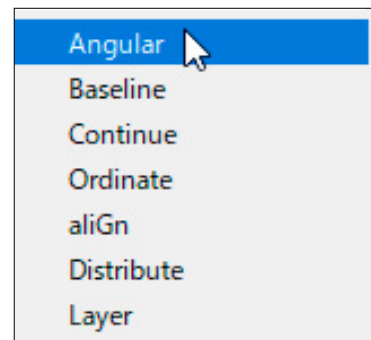 Angular
Baseline
Continue
Ordinate
aliGn
Distribute
Layer